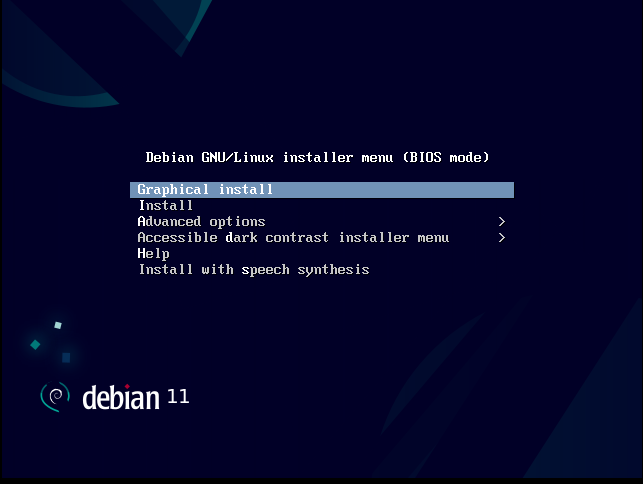 Debian GNU/Linux installer menu (BIOS mode)
Graphical install
Install
Advanced options >
Accessible dark contrast installer menu >
Help
Install with speech synthesis
debian 11